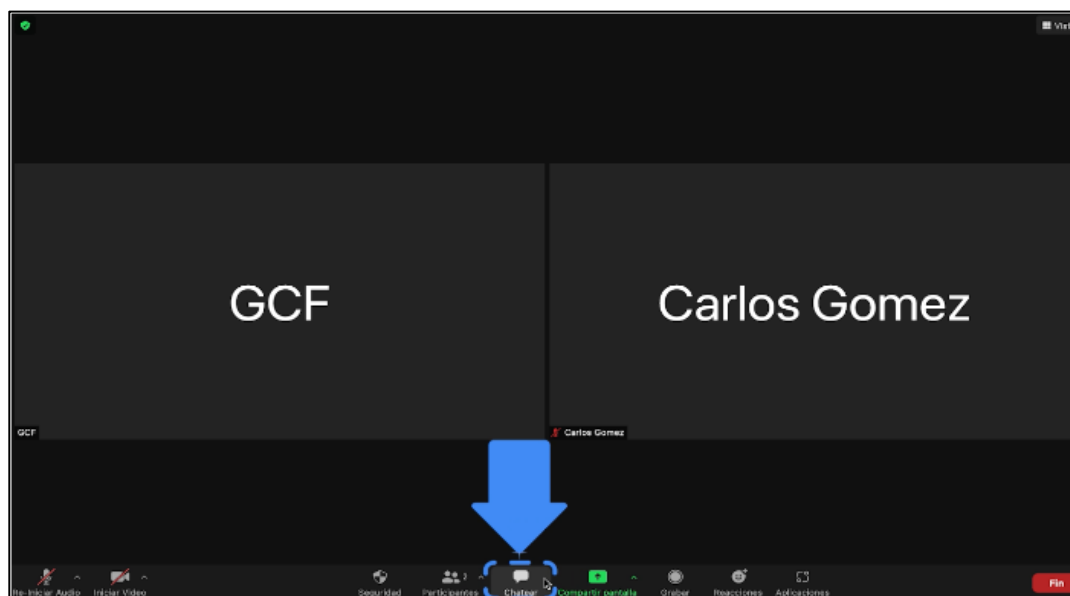 GCF
Carlos Gomez
GCF
Carlos Gomez
Re-Iniciar Audio Iniciar Video Seguridad Participantes Chatear Compartir pantalla Grabar Reacciones Aplicaciones Fin